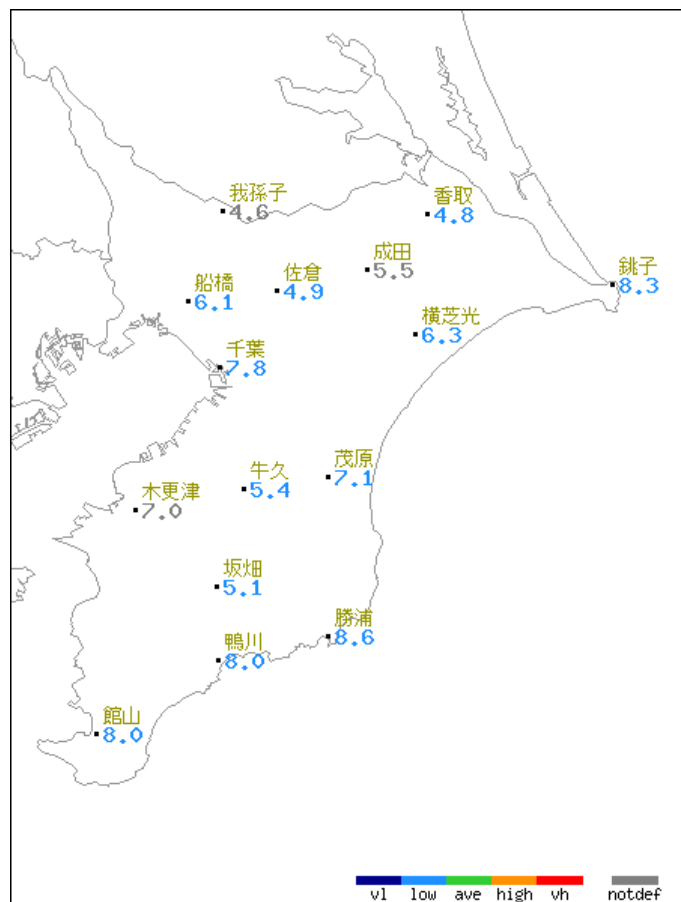 我孫子
4.6
香取
4.8
成田
5.5
佐倉
4.9
船橋
6.1
銚子
8.3
横芝光
6.3
千葉
7.8
茂原
7.1
牛久
5.4
木更津
7.0
坂畑
5.1
勝浦
8.6
鴨川
8.0
館山
8.0
vl low ave high vh notdef